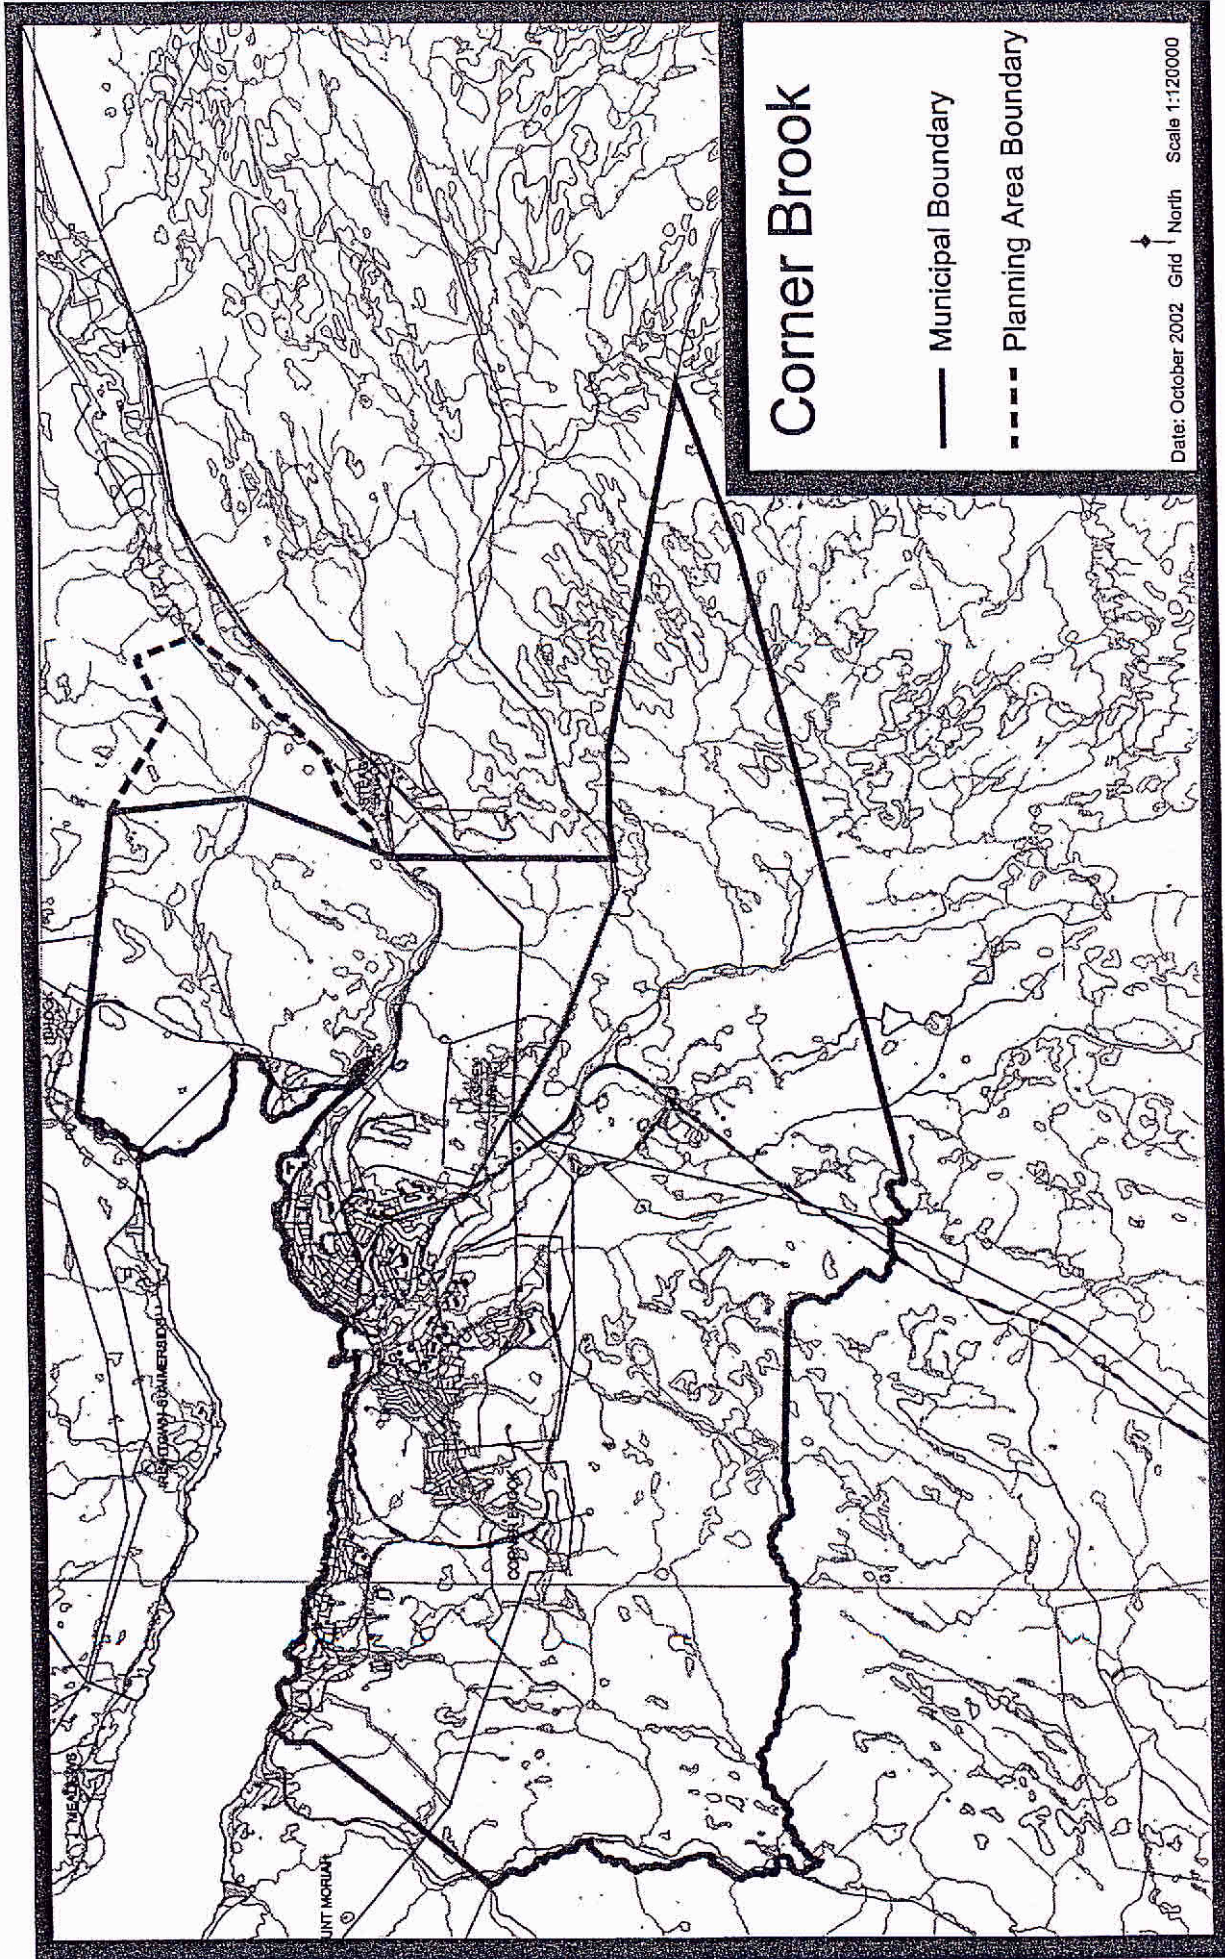 Corner Brook
Municipal Boundary
Planning Area Boundary
Date: October 2002 Grid North Scale 1:120000
CORNER BROOK